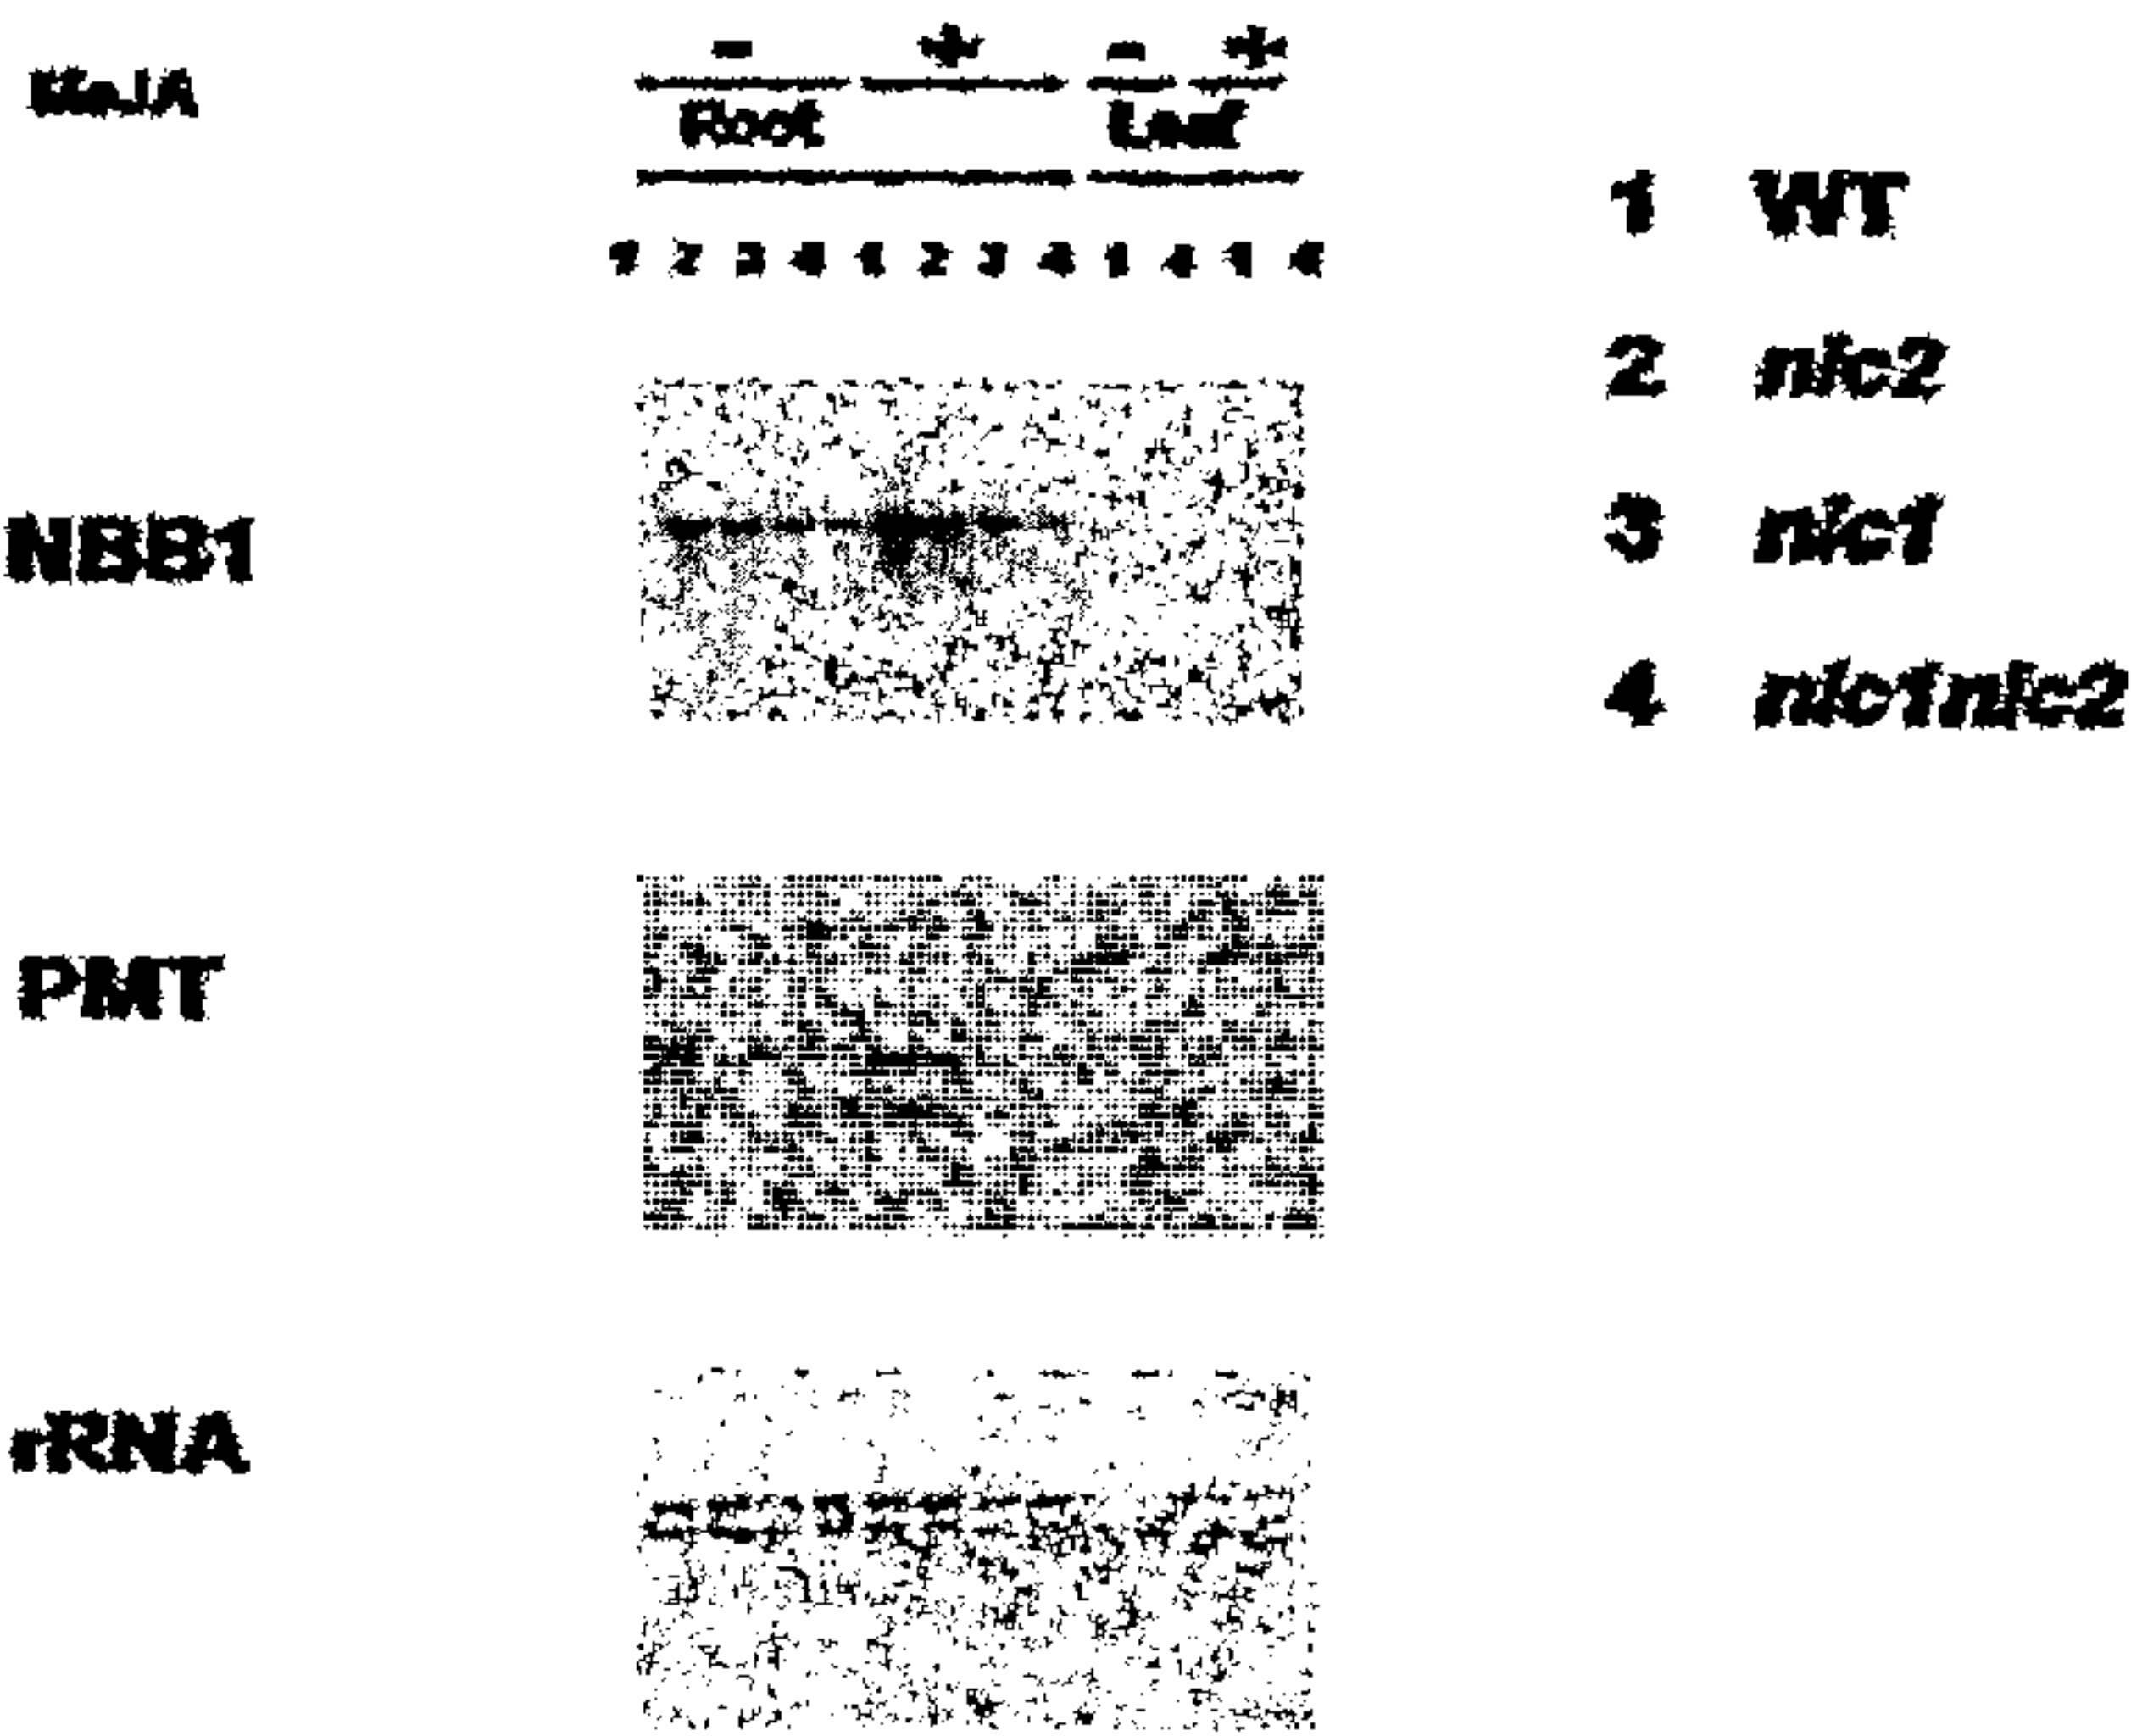 MeJA
- + - +
Root Leaf
1 2 3 4 1 2 3 4 1 4 1 4
1 WT
2 nic2
3 nic1
4 nic1nic2
NBB1
PMT
rRNA